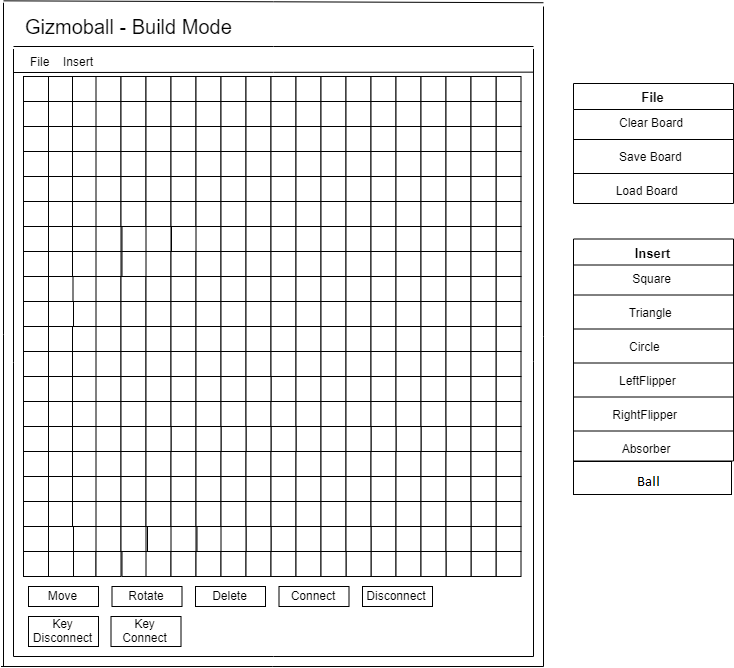 Gizmoball - Build Mode
File Insert
File
Clear Board
Save Board
Load Board
Insert
Square
Triangle
Circle
LeftFlipper
RightFlipper
Absorber
Ball
Move Rotate Delete Connect Disconnect
Key
Disconnect
Key
Connect